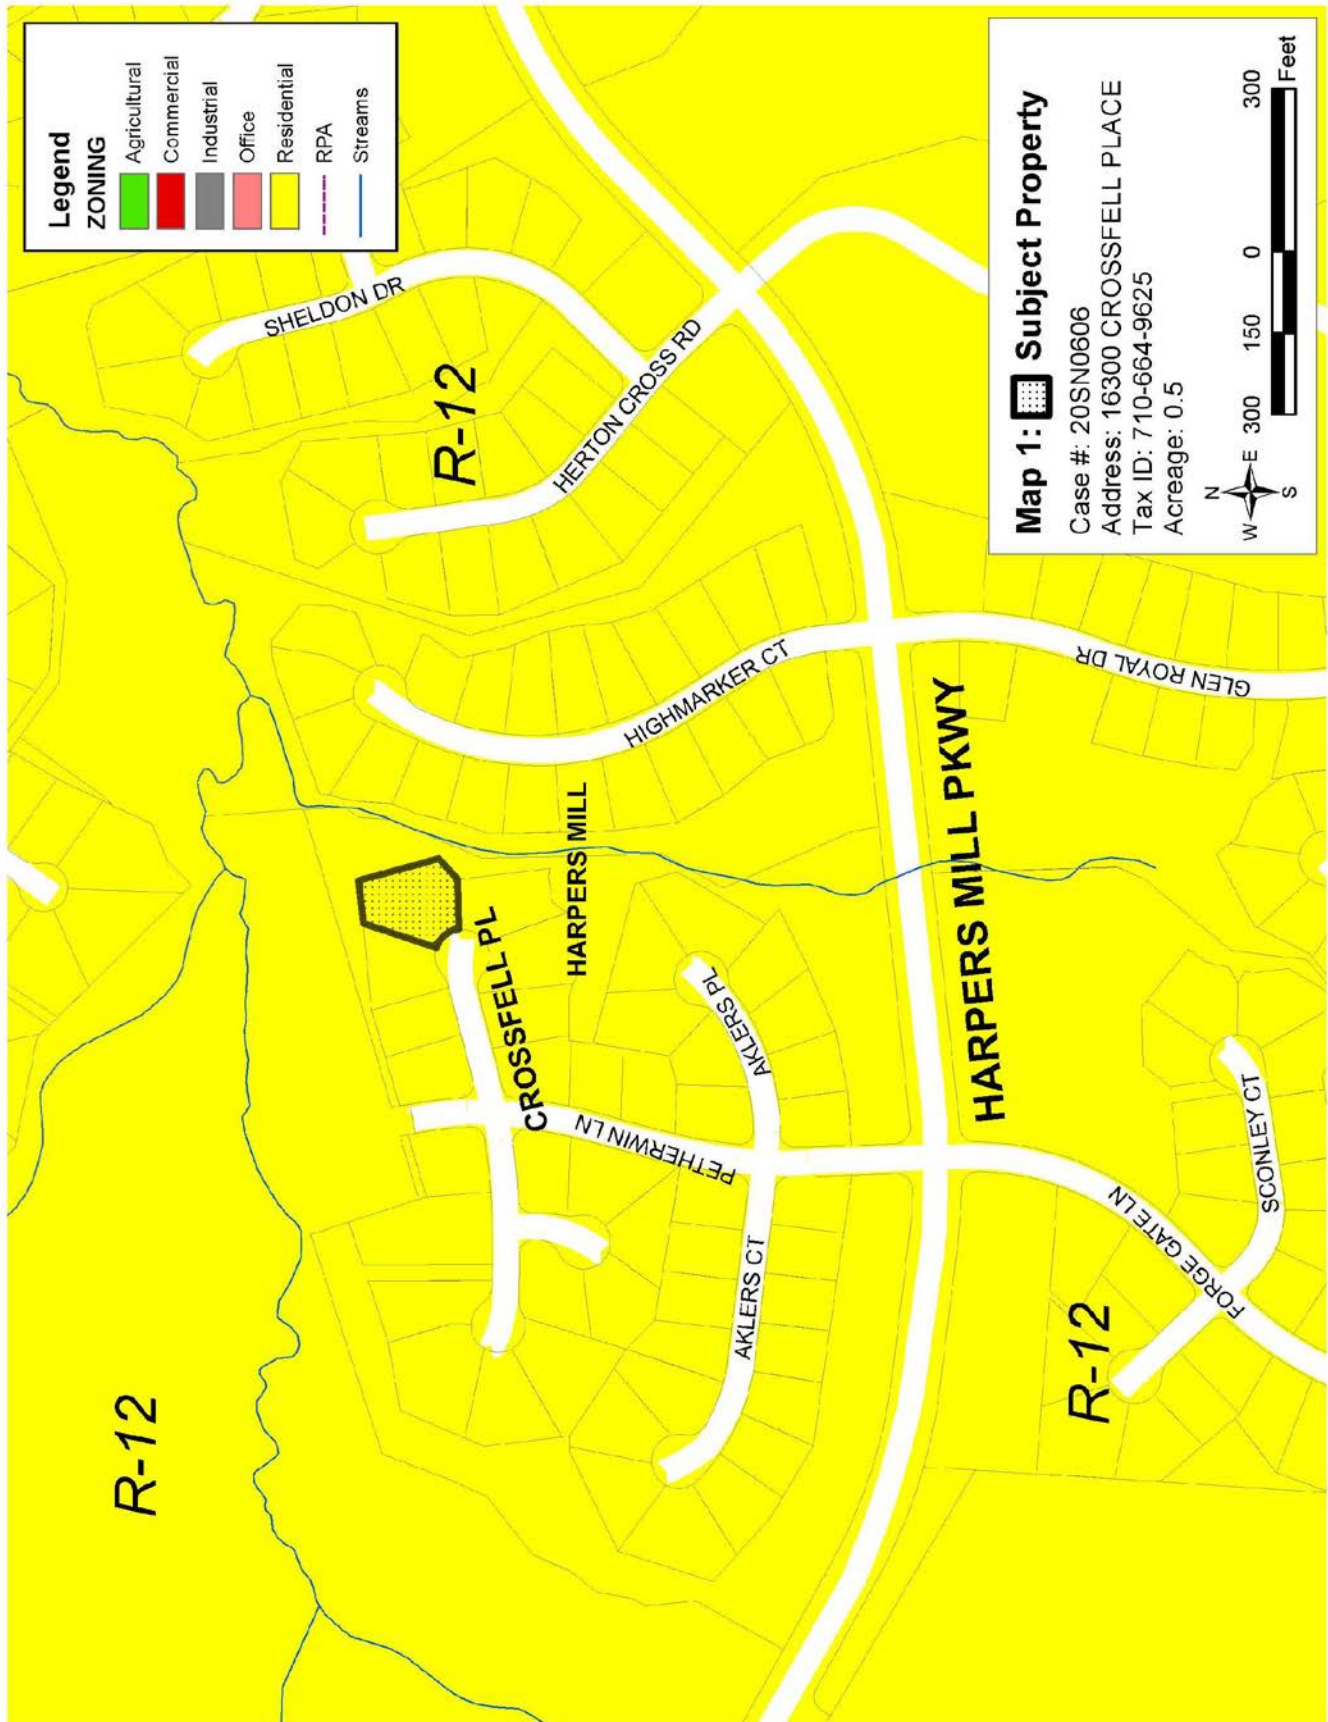 Legend
ZONING
Agricultural
Commercial
Industrial
Office
Residential
RPA
Streams
R-12
SHELDON DR
R-12
HERTON CROSS RD
HIGHMARKER CT
HARPERS MILL
CROSSFELL PL
PETHERWIN LN
AKLERS PL
AKLERS CT
HARPERS MILL PKWY
GLEN ROYAL DR
FORGE GATE LN
SCONLEY CT
R-12
Map 1: Subject Property
Case #: 20SN0606
Address: 16300 CROSSFELL PLACE
Tax ID: 710-664-9625
Acreage: 0.5
N
W E
S
300 150 0 300
Feet